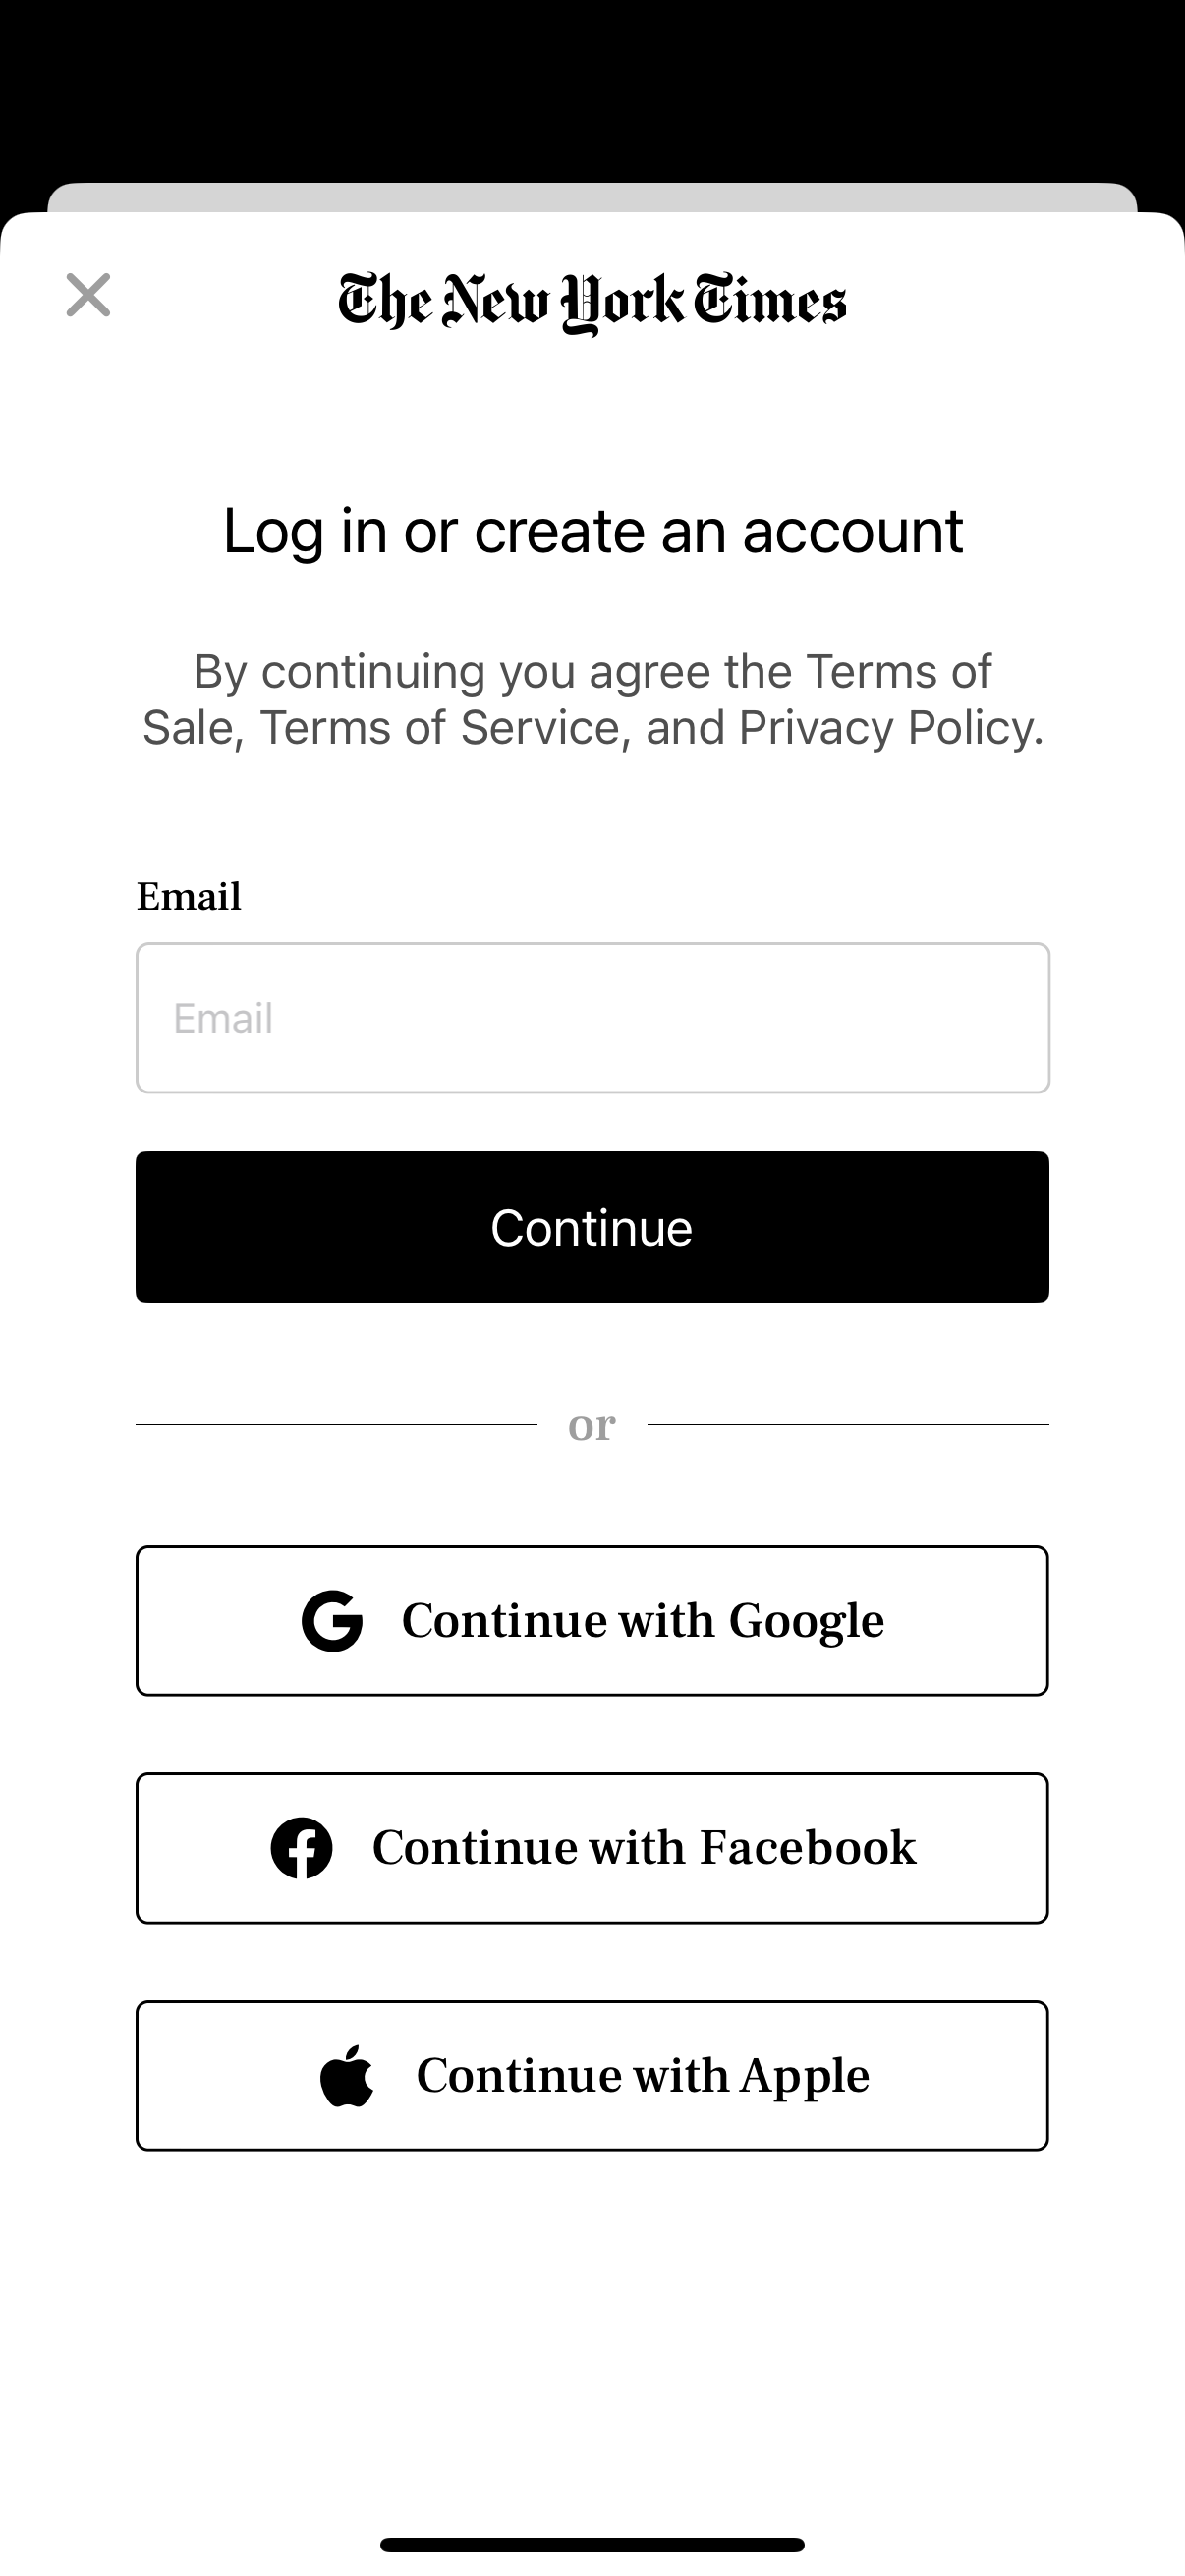 The New York Times
Log in or create an account
By continuing you agree the Terms of
Sale, Terms of Service, and Privacy Policy.
Email
Email
Continue
or
Continue with Google
Continue with Facebook
Continue with Apple